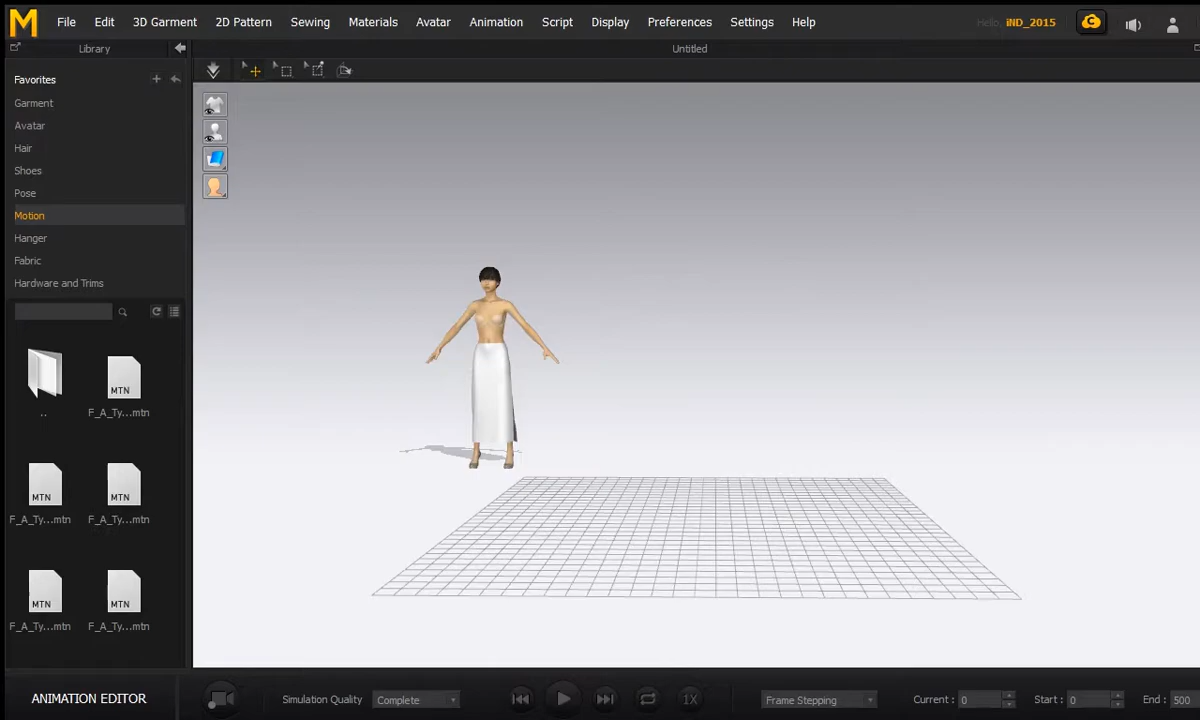 M File Edit 3D Garment 2D Pattern Sewing Materials Avatar Animation Script Display Preferences Settings Help Hello, iND_2015
Library Untitled
Favorites
Garment
Avatar
Hair
Shoes
Pose
Motion
Hanger
Fabric
Hardware and Trims
MTN
.. F_A_Ty...mtn
MTN MTN
F_A_Ty...mtn F_A_Ty...mtn
MTN MTN
F_A_Ty...mtn F_A_Ty...mtn
ANIMATION EDITOR Simulation Quality Complete 1X Frame Stepping Current : 0 Start : 0 End : 500